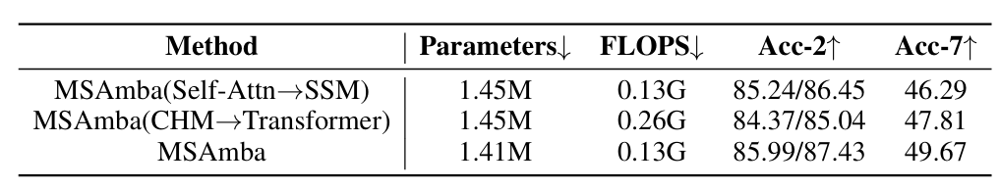 Method Parameters↓ FLOPS↓ Acc-2↑ Acc-7↑
MSAmba(Self-Attn→SSM) 1.45M 0.13G 85.24/86.45 46.29
MSAmba(CHM→Transformer) 1.45M 0.26G 84.37/85.04 47.81
MSAmba 1.41M 0.13G 85.99/87.43 49.67